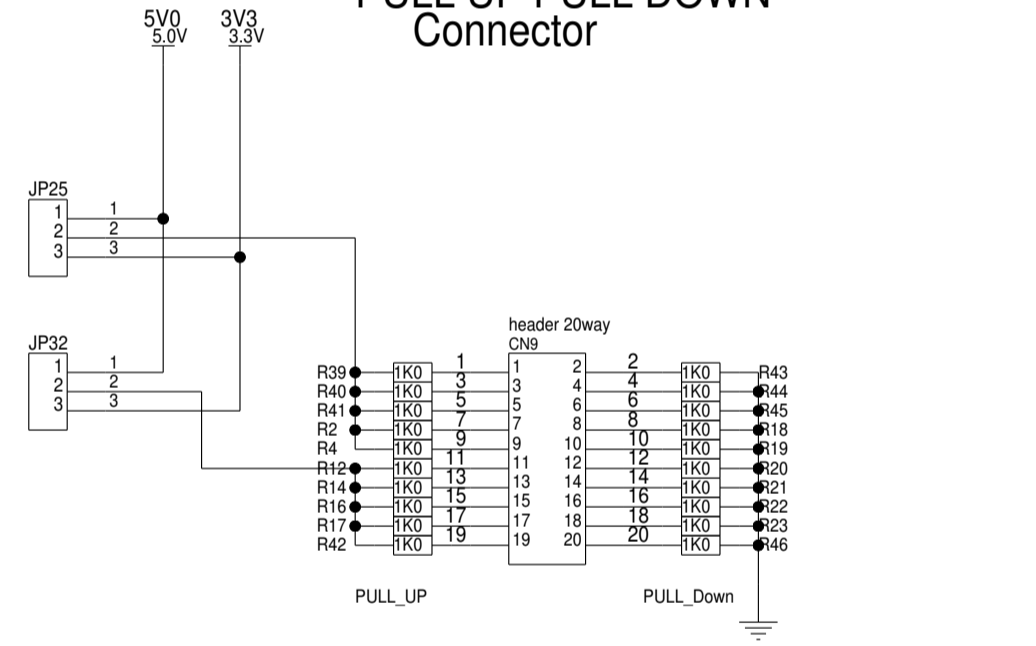 PULL UP PULL DOWN
Connector
5V0 3V3
5.0V 3.3V
JP25
1 1
2 2
3 3
JP32
1 1
2 2
3 3
header 20way
CN9
R39 1K0 1 1 2 2 1K0 R43
R40 1K0 3 3 4 4 1K0 R44
R41 1K0 5 5 6 6 1K0 R45
R2 1K0 7 7 8 8 1K0 R18
R4 1K0 9 9 10 10 1K0 R19
R12 1K0 11 11 12 12 1K0 R20
R14 1K0 13 13 14 14 1K0 R21
R16 1K0 15 15 16 16 1K0 R22
R17 1K0 17 17 18 18 1K0 R23
R42 1K0 19 19 20 20 1K0 R46
PULL_UP PULL_Down